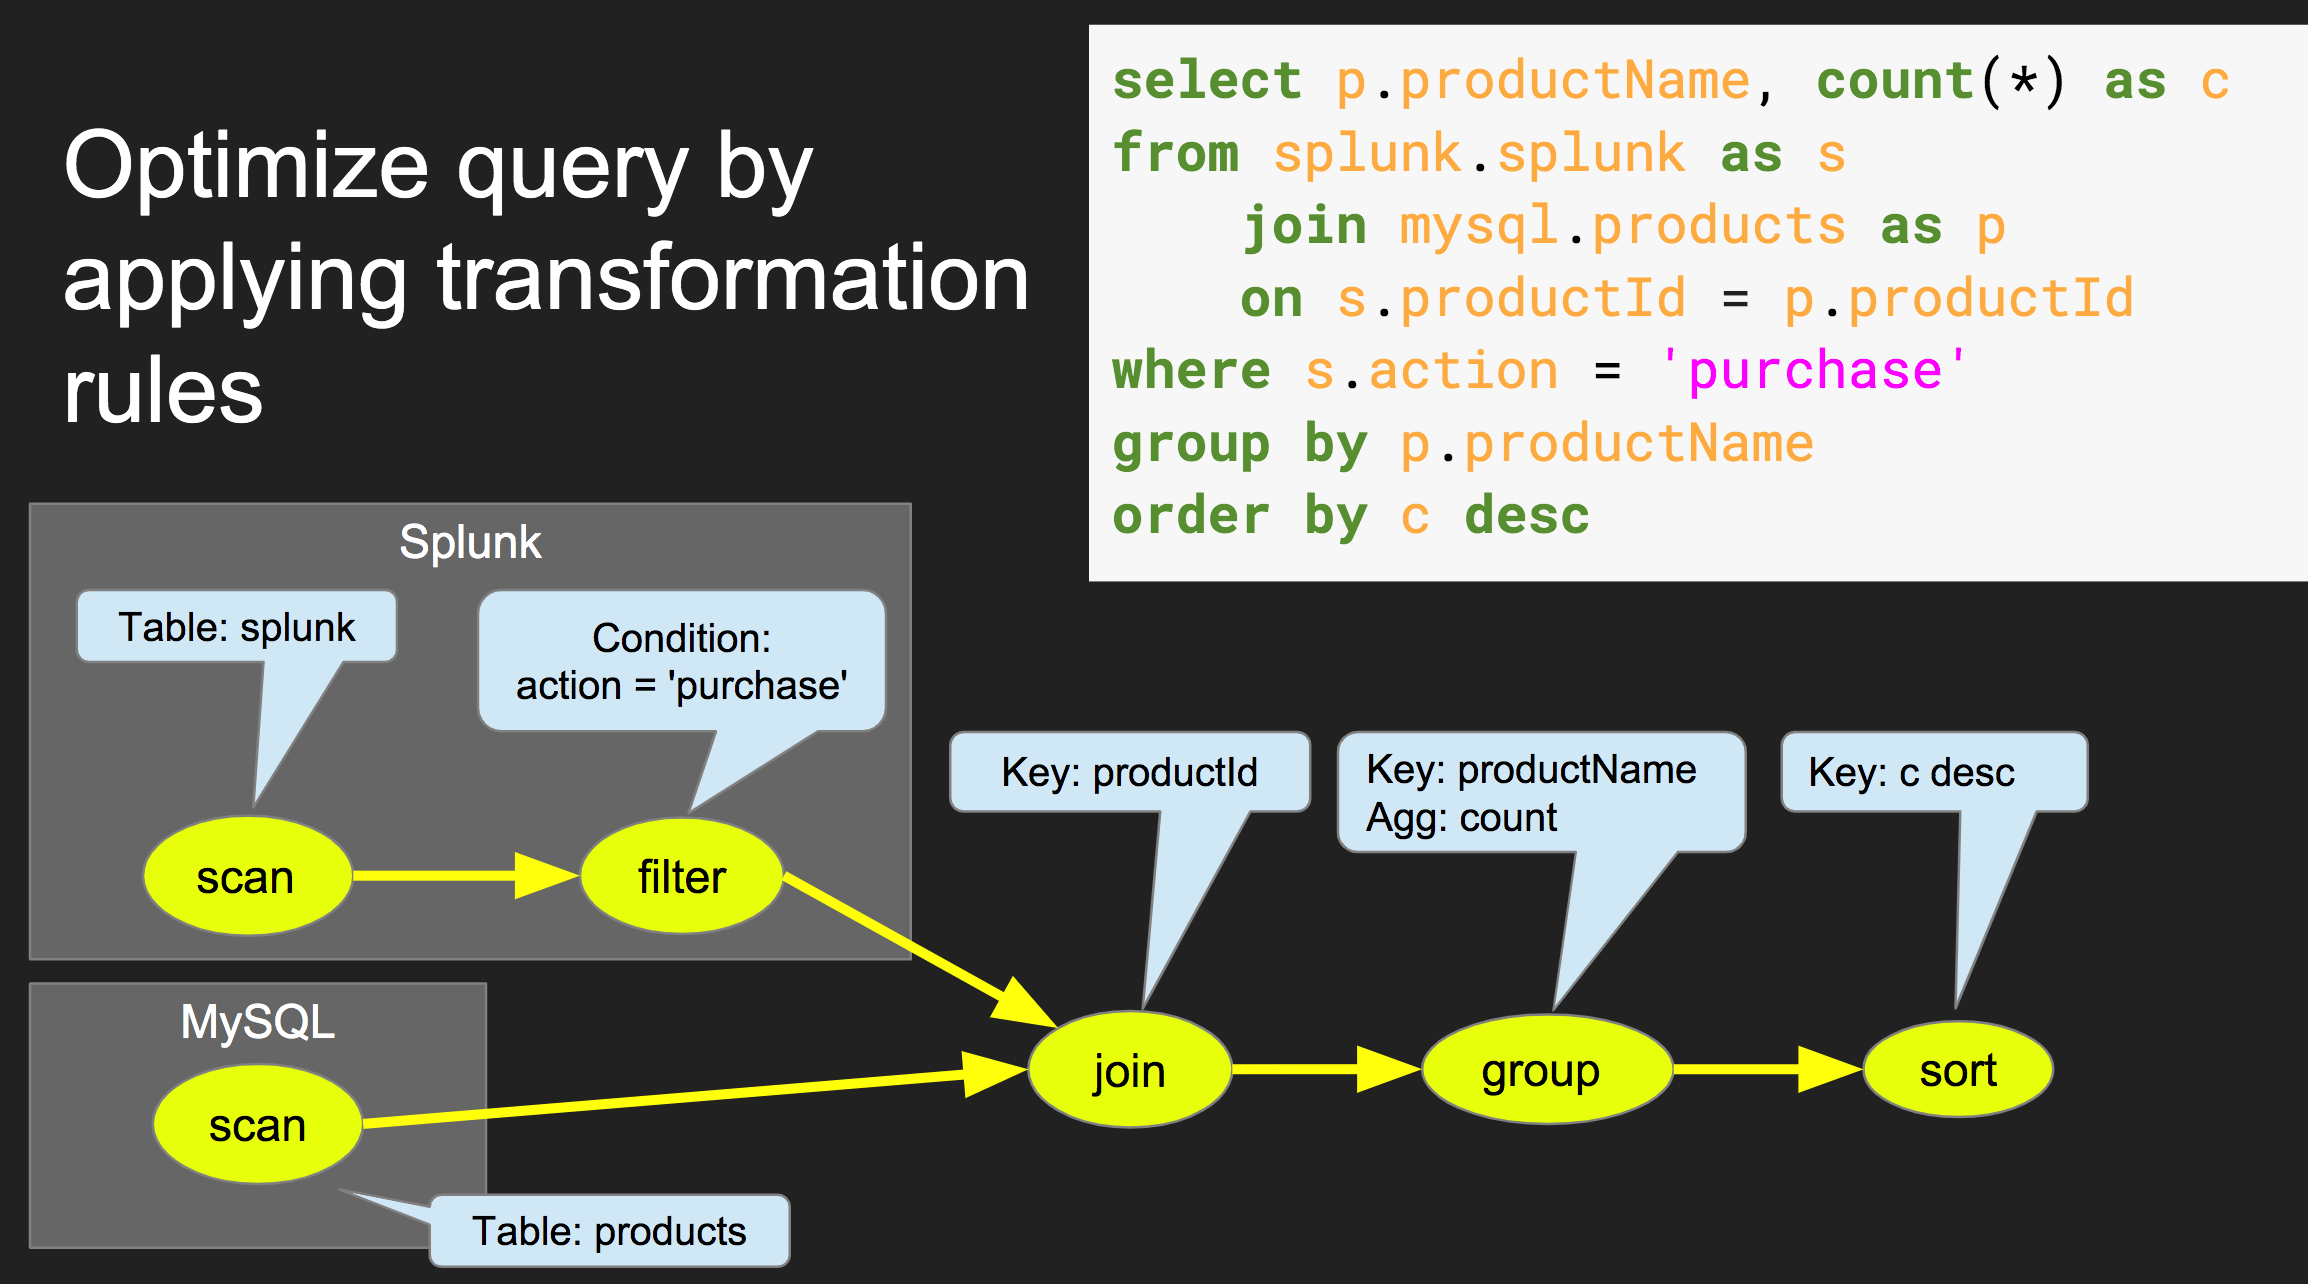 Optimize query by
applying transformation
rules
select p.productName, count(*) as c
from splunk.splunk as s
    join mysql.products as p
    on s.productId = p.productId
where s.action = 'purchase'
group by p.productName
order by c desc
Splunk
Table: splunk
Condition:
action = 'purchase'
scan
filter
Key: productId
Key: productName
Agg: count
Key: c desc
MySQL
scan
join
group
sort
Table: products